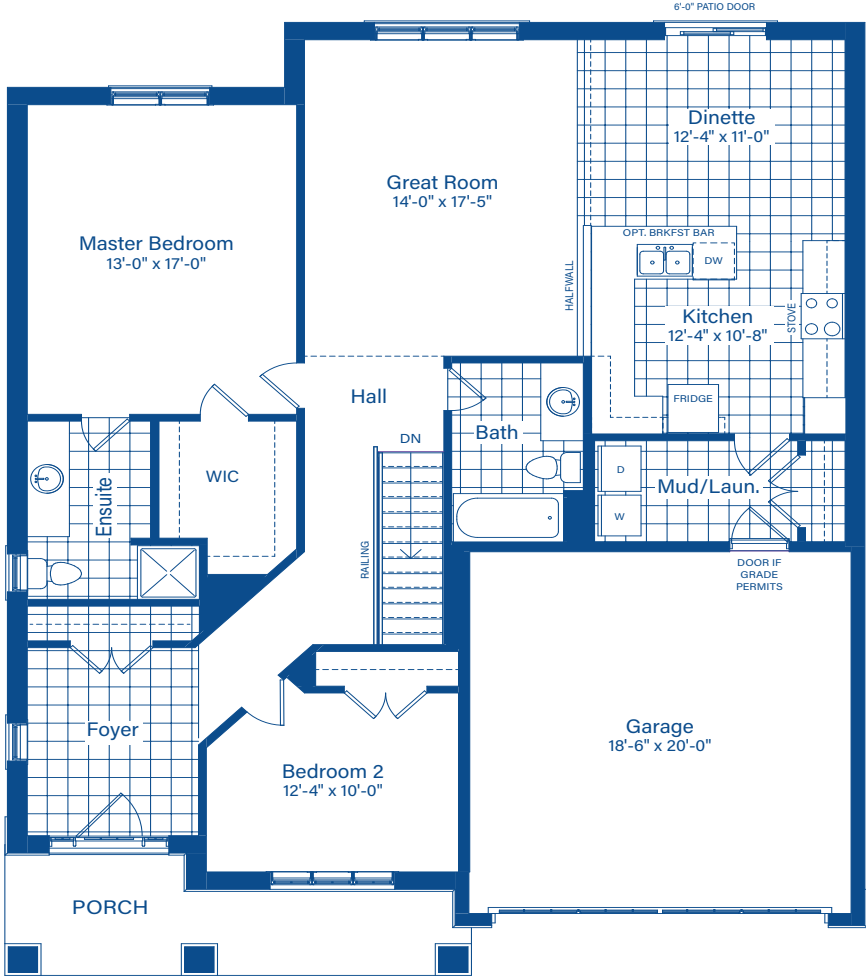 6'-0" PATIO DOOR
Dinette
12'-4" x 11'-0"
Great Room
14'-0" x 17'-5"
Master Bedroom
13'-0" x 17'-0"
OPT. BRKFST BAR
DW
HALFWALL
Kitchen
12'-4" x 10'-8"
STOVE
FRIDGE
Hall
DN
Bath
WIC
Ensuite
D
Mud/Laun.
W
RAILING
DOOR IF
GRADE
PERMITS
Foyer
Garage
18'-6" x 20'-0"
Bedroom 2
12'-4" x 10'-0"
PORCH